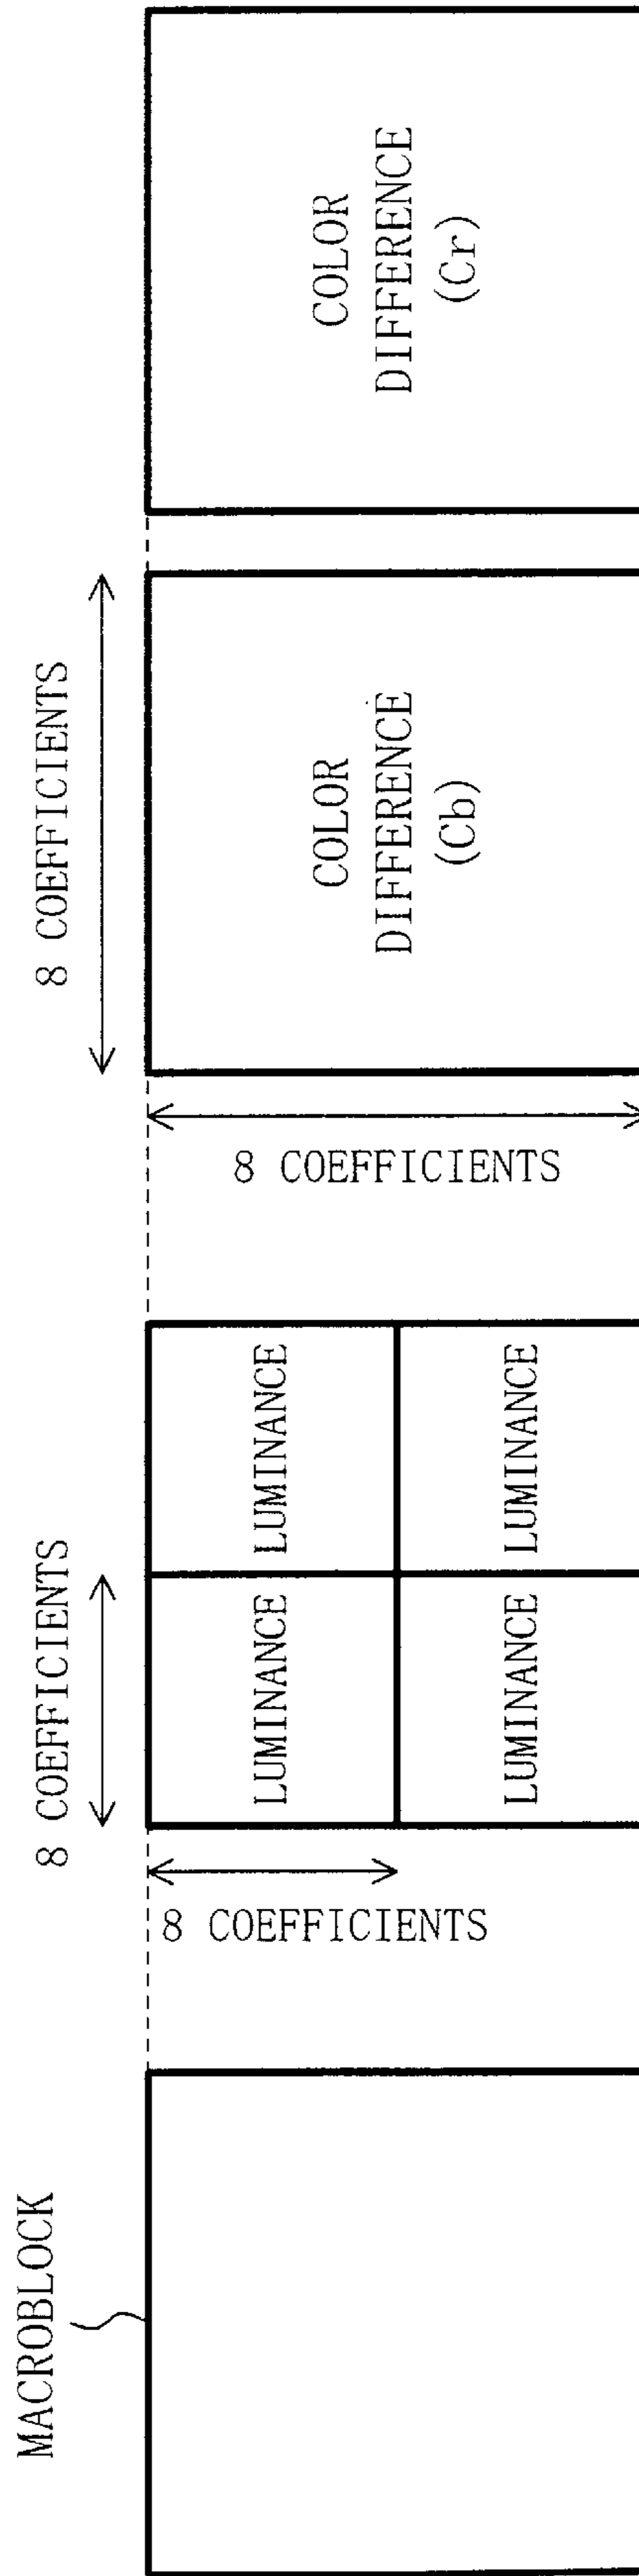 MACROBLOCK
8 COEFFICIENTS
8 COEFFICIENTS
LUMINANCE
LUMINANCE
LUMINANCE
LUMINANCE
8 COEFFICIENTS
8 COEFFICIENTS
COLOR
DIFFERENCE
(Cb)
COLOR
DIFFERENCE
(Cr)